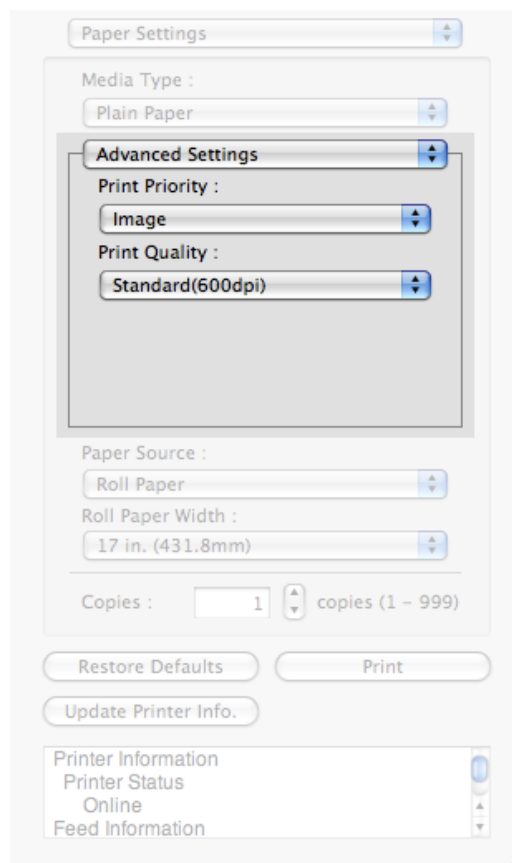 Paper Settings
Media Type :
Plain Paper
Advanced Settings
Print Priority :
Image
Print Quality :
Standard(600dpi)
Paper Source :
Roll Paper
Roll Paper Width :
17 in. (431.8mm)
Copies : 1 copies (1 – 999)
Restore Defaults Print
Update Printer Info.
Printer Information
Printer Status
Online
Feed Information